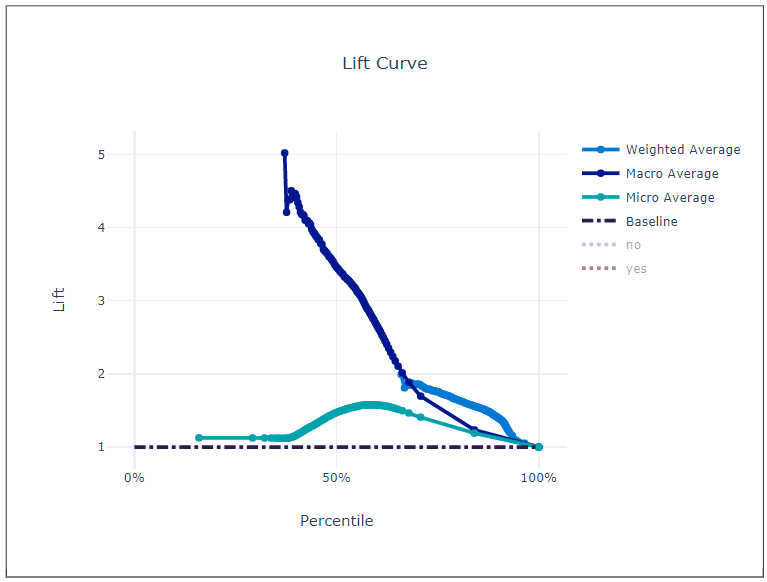 Lift Curve
5
4
3
2
1
Lift
0%
50%
100%
Percentile
Weighted Average
Macro Average
Micro Average
Baseline
no
yes